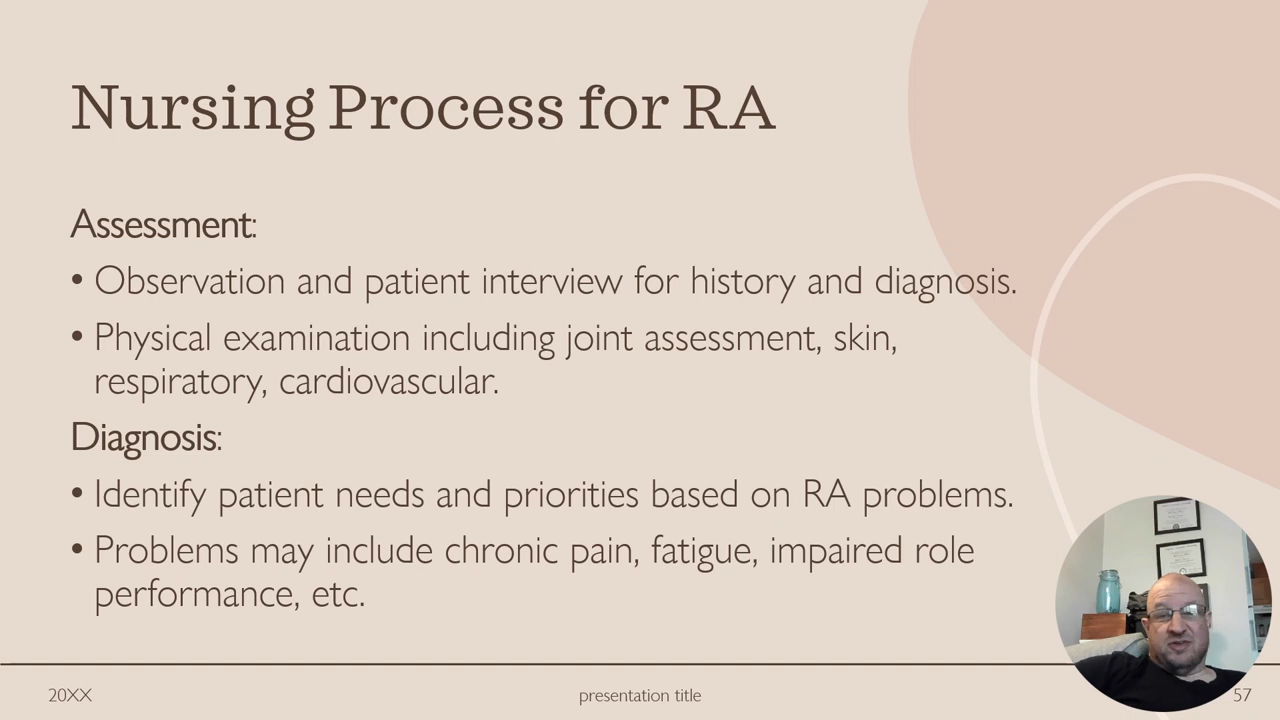 Nursing Process for RA
Assessment:
• Observation and patient interview for history and diagnosis.
• Physical examination including joint assessment, skin,
respiratory, cardiovascular.
Diagnosis:
• Identify patient needs and priorities based on RA problems.
• Problems may include chronic pain, fatigue, impaired role
performance, etc.
20XX
presentation title
57